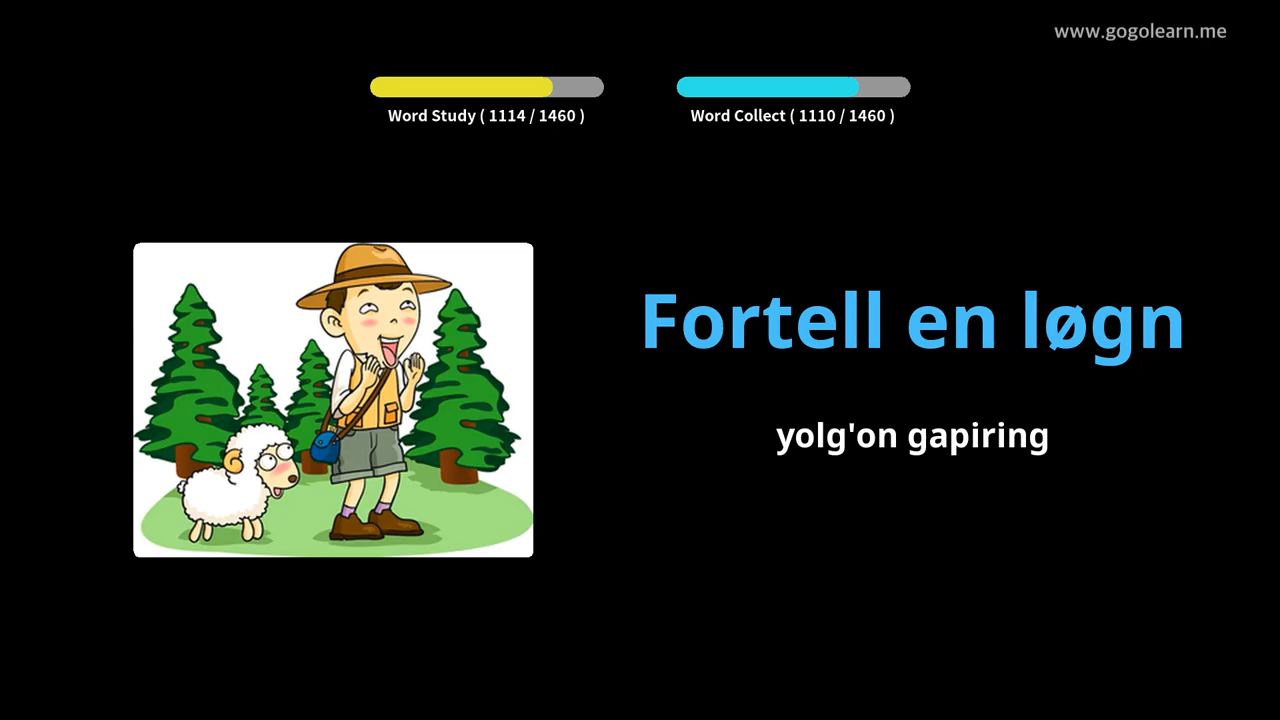 www.gogolearn.me
Word Study ( 1114 / 1460 )
Word Collect ( 1110 / 1460 )
Fortell en løgn
yolg'on gapiring